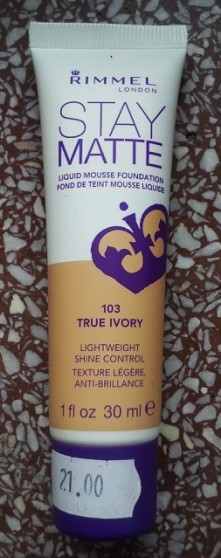 RIMMEL
LONDON
STAY
MATTE
LIQUID MOUSSE FOUNDATION
FOND DE TEINT MOUSSE LIQUIDE
103
TRUE IVORY
LIGHTWEIGHT
SHINE CONTROL
TEXTURE LÉGÈRE,
ANTI-BRILLANCE
1 fl oz 30 ml ℮
21.00